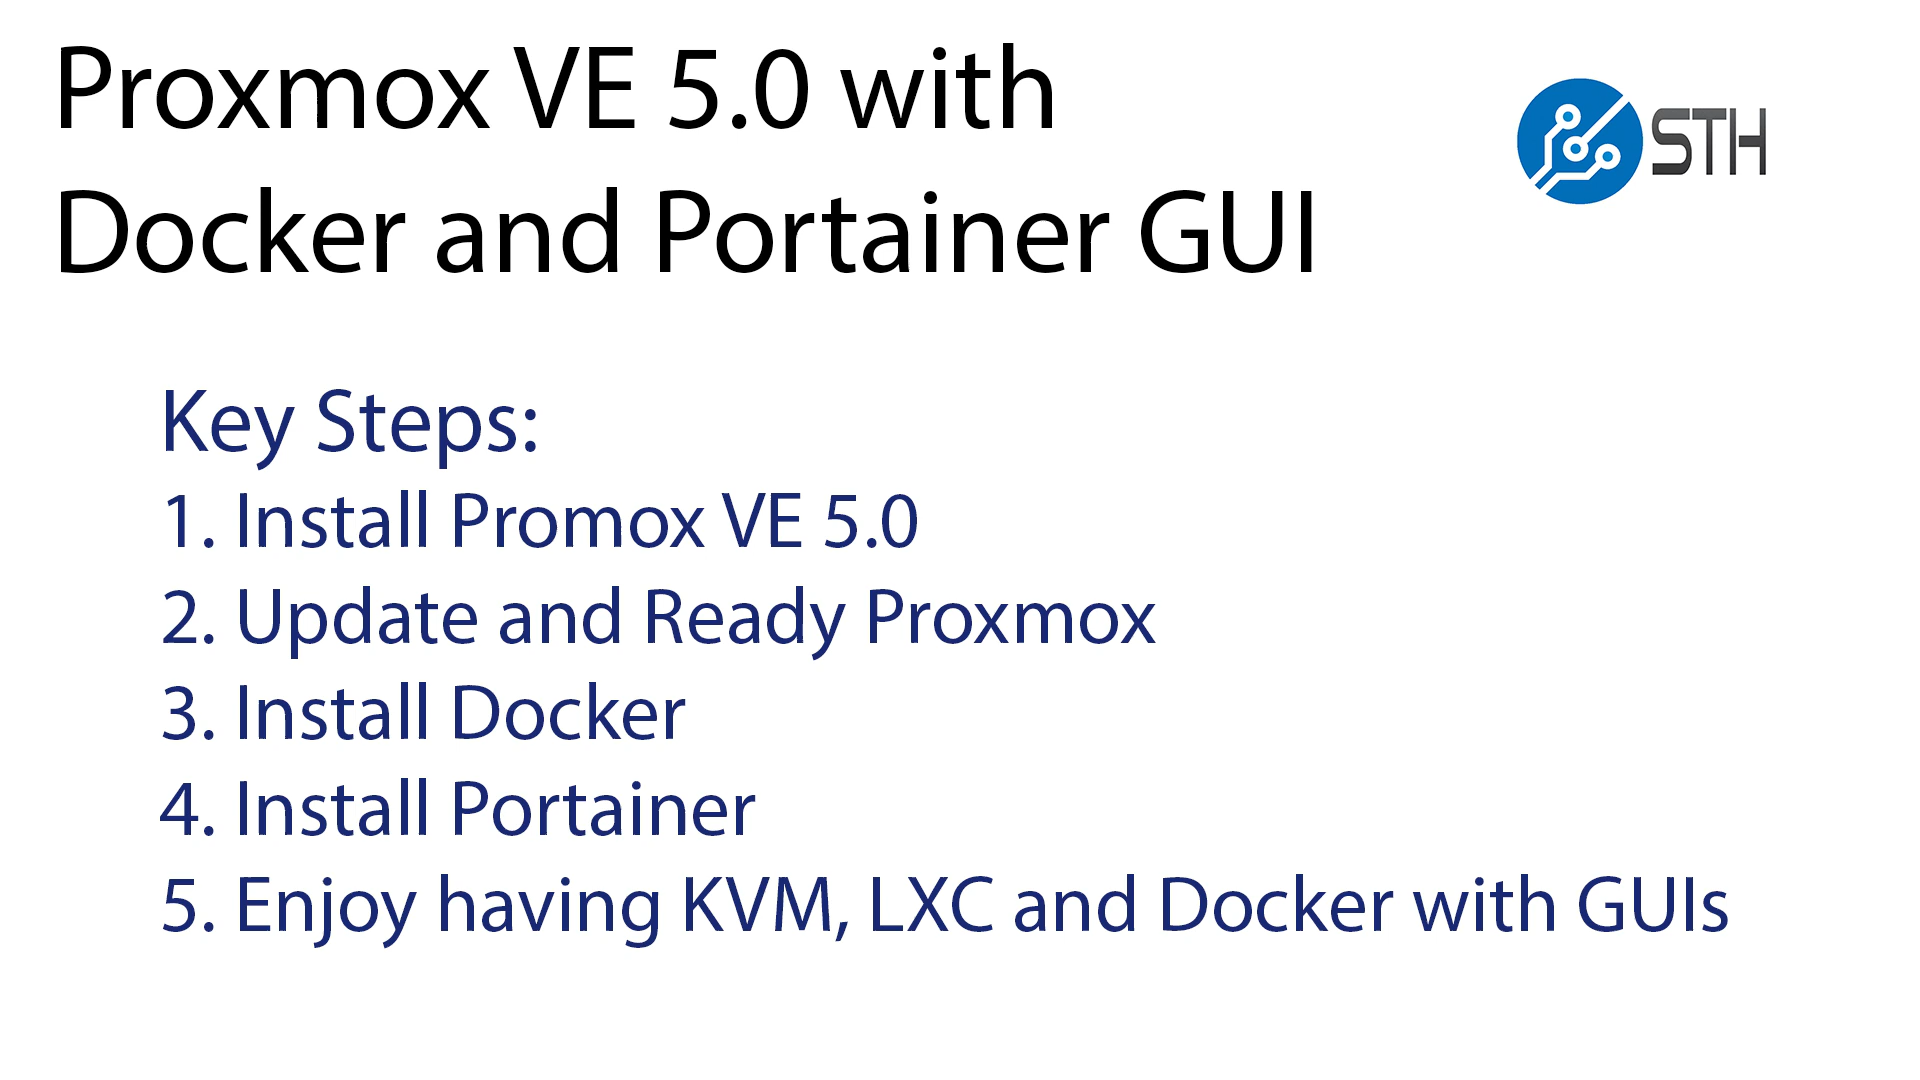 Proxmox VE 5.0 with
Docker and Portainer GUI
STH
Key Steps:
1. Install Promox VE 5.0
2. Update and Ready Proxmox
3. Install Docker
4. Install Portainer
5. Enjoy having KVM, LXC and Docker with GUIs